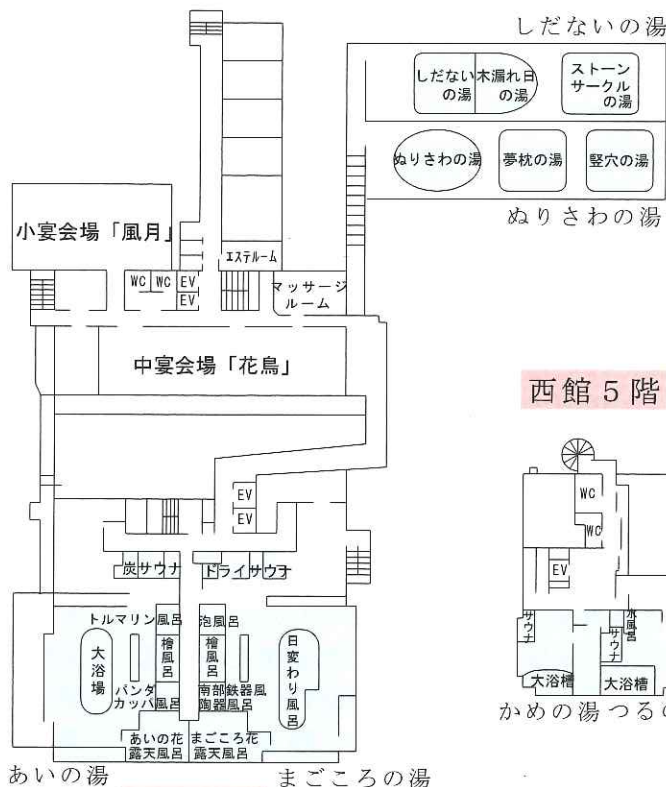 しだないの湯
しだない
の湯
木漏れ日
の湯
ストーン
サークル
の湯
ぬりさわの湯
夢枕の湯
竪穴の湯
ぬりさわの湯
小宴会場「風月」
エステルーム
WC
WC
EV
EV
マッサージ
ルーム
中宴会場「花鳥」
EV
EV
炭サウナ
ドライサウナ
トルマリン風呂
泡風呂
大浴場
檜風呂
檜風呂
日変わり風呂
パンダ
カッパ風呂
南部鉄器風
陶器風呂
あいの花
露天風呂
まごころ花
露天風呂
あいの湯
まごころの湯
西館5階
WC
WC
EV
サウナ
サウナ
水風呂
大浴槽
大浴槽
かめの湯
つるの